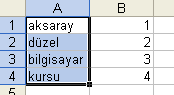 A B
1 aksaray 1
2 düzel 2
3 bilgisayar 3
4 kursu 4
5